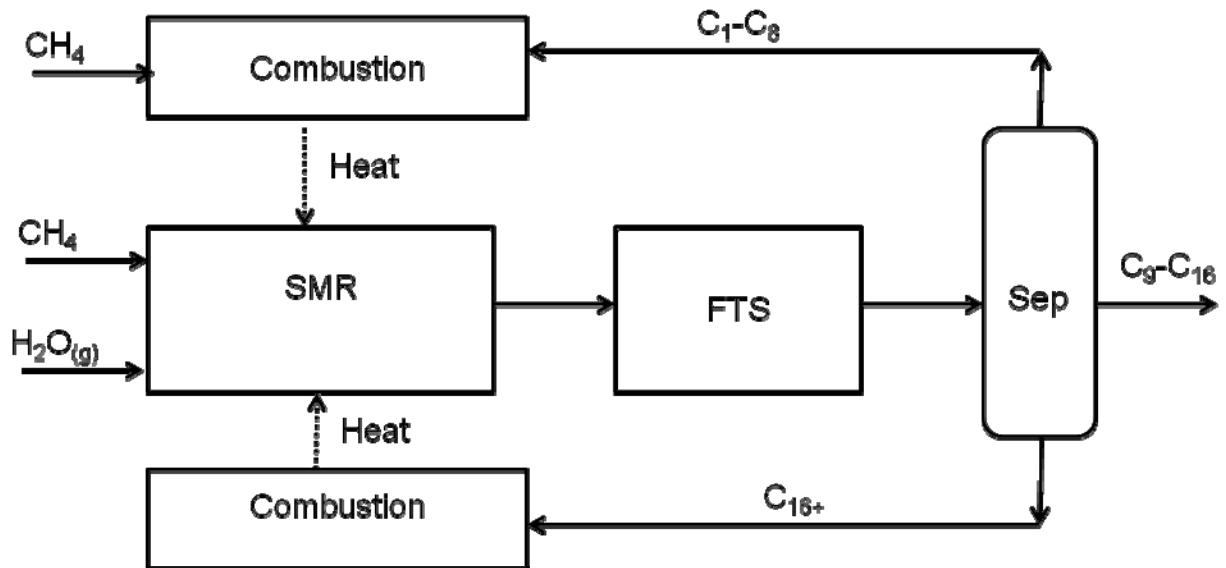 CH₄
Combustion
C₁-C₈
Heat
CH₄
SMR
H₂O₍g₎
FTS
Sep
C₉-C₁₆
Heat
Combustion
C₁₆₊